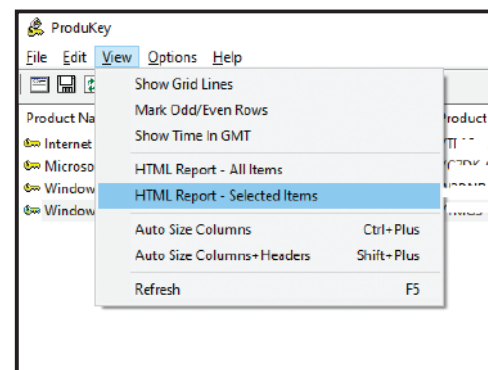 ProduKey
File Edit View Options Help
Show Grid Lines
Product Na
roduct
Mark Odd/Even Rows
Internet
Show Time In GMT
Microso
HTML Report - All Items
Window
HTML Report - Selected Items
Window
Auto Size Columns Ctrl+Plus
Auto Size Columns+Headers Shift+Plus
Refresh F5